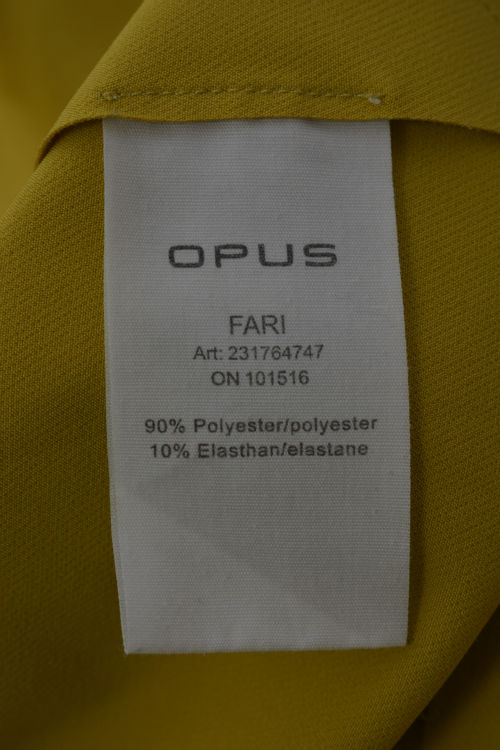 OPUS
FARI
Art: 231764747
ON 101516
90% Polyester/polyester
10% Elasthan/elastane